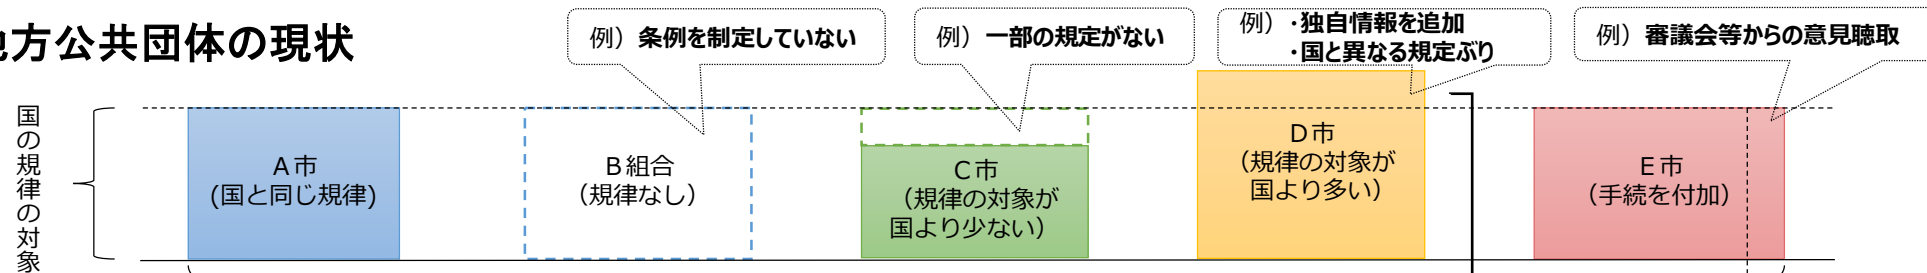 地方公共団体の現状
例）条例を制定していない
例）一部の規定がない
例）・独自情報を追加
・国と異なる規定ぶり
例）審議会等からの意見聴取
国の規律の対象
A市
(国と同じ規律)
B組合
（規律なし）
C市
（規律の対象が
国より少ない）
D市
（規律の対象が
国より多い）
E市
（手続を付加）